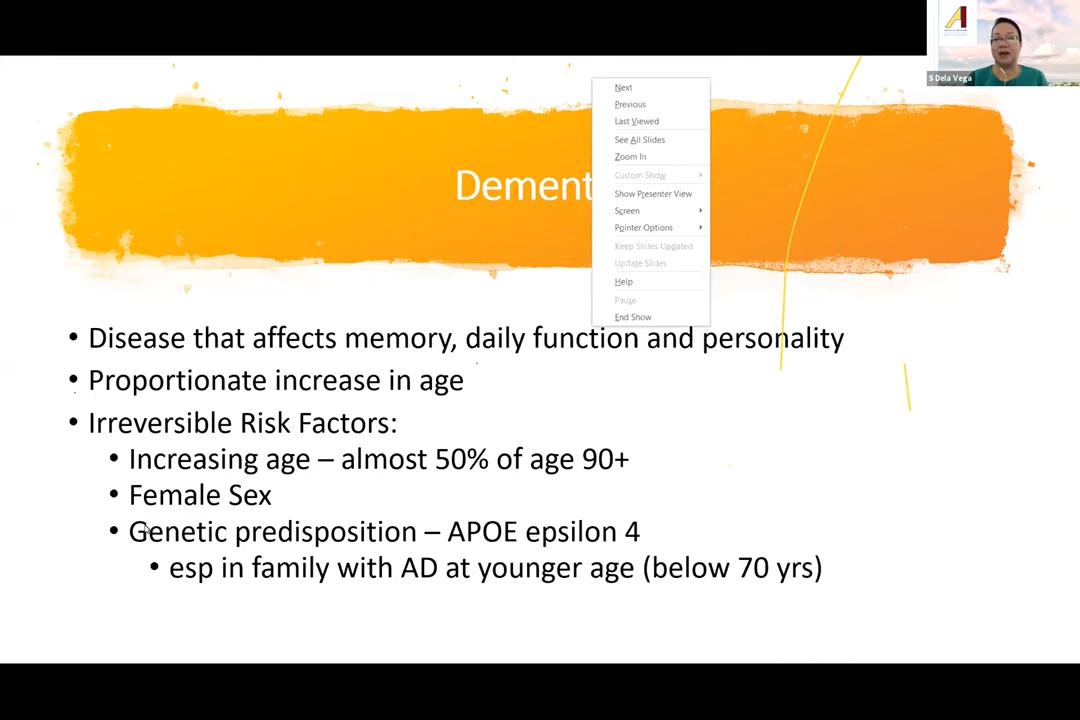 S Dela Vega
Dement
Next
Previous
Last Viewed
See All Slides
Zoom In
Custom Show
Show Presenter View
Screen
Pointer Options
Keep Slides Updated
Update Slides
Help
Pause
End Show
• Disease that affects memory, daily function and personality
• Proportionate increase in age
• Irreversible Risk Factors:
• Increasing age – almost 50% of age 90+
• Female Sex
• Genetic predisposition – APOE epsilon 4
• esp in family with AD at younger age (below 70 yrs)